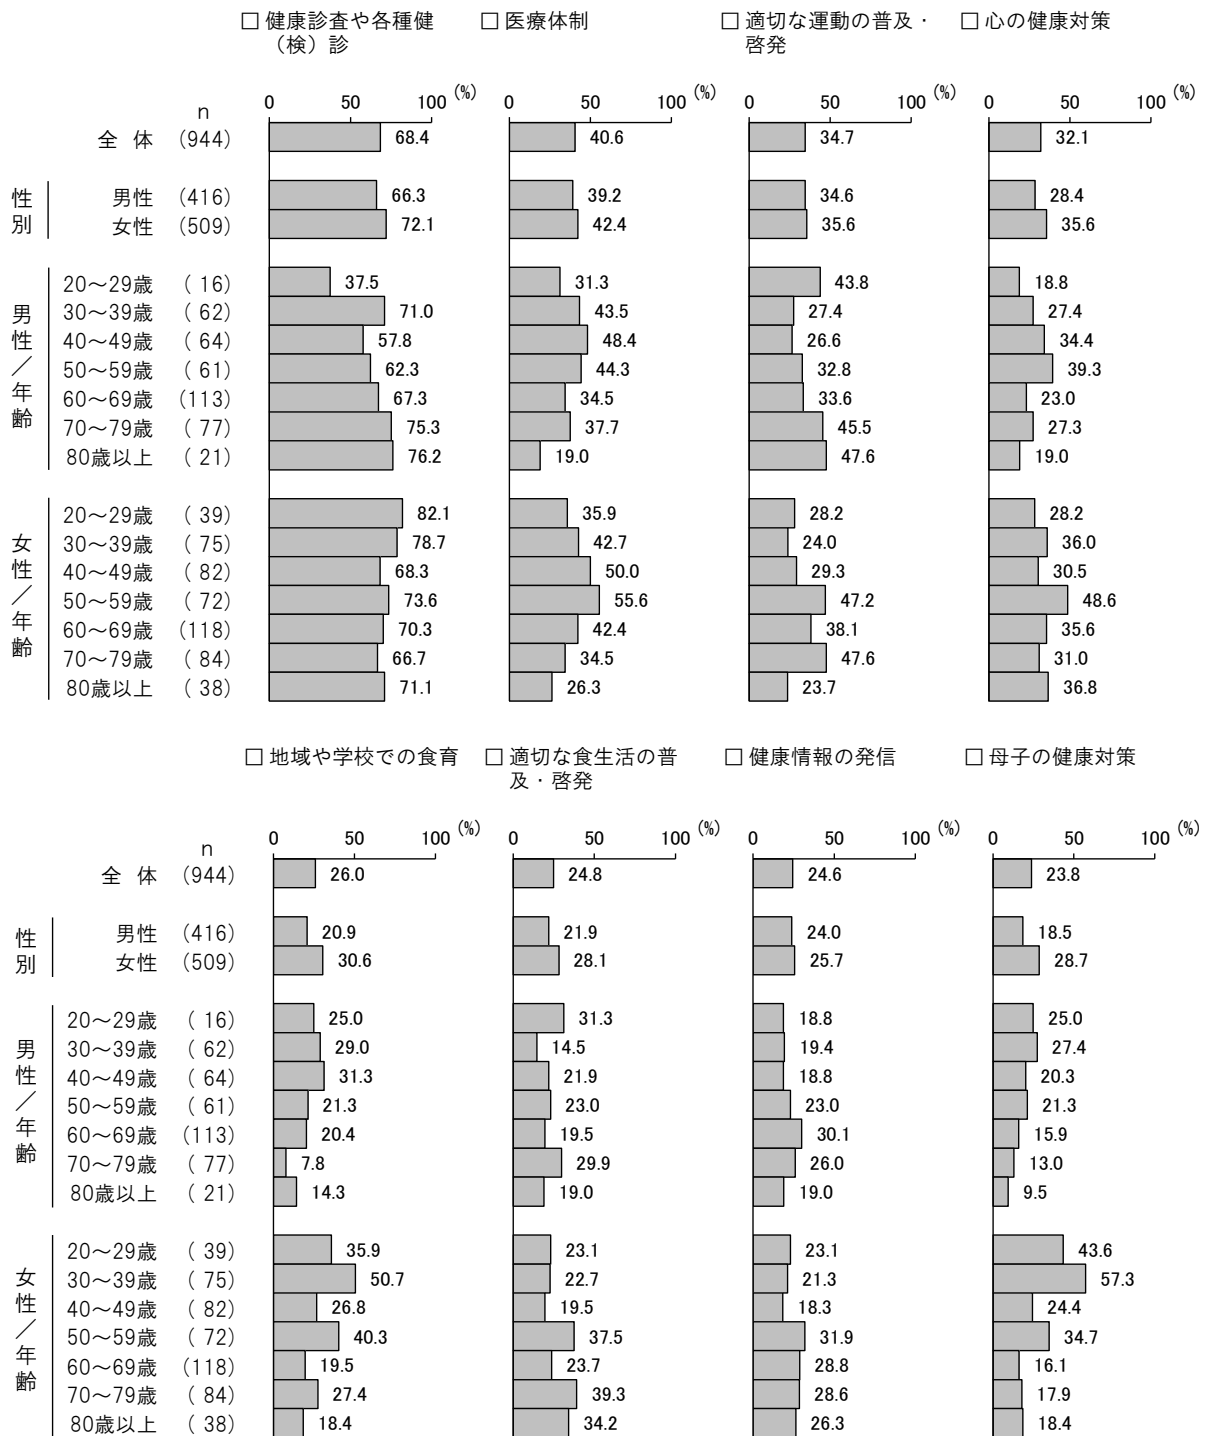 □ 健康診査や各種健 □ 医療体制 □ 適切な運動の普及・ □ 心の健康対策
（検）診 啓発
n 0 50 100 (%) 0 50 100 (%) 0 50 100 (%) 0 50 100 (%)
全 体 (944) 68.4 40.6 34.7 32.1
性別
男性 (416) 66.3 39.2 34.6 28.4
女性 (509) 72.1 42.4 35.6 35.6
男性／年齢
20～29歳 ( 16) 37.5 31.3 43.8 18.8
30～39歳 ( 62) 71.0 43.5 27.4 27.4
40～49歳 ( 64) 57.8 48.4 26.6 34.4
50～59歳 ( 61) 62.3 44.3 32.8 39.3
60～69歳 (113) 67.3 34.5 33.6 23.0
70～79歳 ( 77) 75.3 37.7 45.5 27.3
80歳以上 ( 21) 76.2 19.0 47.6 19.0
女性／年齢
20～29歳 ( 39) 82.1 35.9 28.2 28.2
30～39歳 ( 75) 78.7 42.7 24.0 36.0
40～49歳 ( 82) 68.3 50.0 29.3 30.5
50～59歳 ( 72) 73.6 55.6 47.2 48.6
60～69歳 (118) 70.3 42.4 38.1 35.6
70～79歳 ( 84) 66.7 34.5 47.6 31.0
80歳以上 ( 38) 71.1 26.3 23.7 36.8
□ 地域や学校での食育 □ 適切な食生活の普 □ 健康情報の発信 □ 母子の健康対策
及・啓発
n 0 50 100 (%) 0 50 100 (%) 0 50 100 (%) 0 50 100 (%)
全 体 (944) 26.0 24.8 24.6 23.8
性別
男性 (416) 20.9 21.9 24.0 18.5
女性 (509) 30.6 28.1 25.7 28.7
男性／年齢
20～29歳 ( 16) 25.0 31.3 18.8 25.0
30～39歳 ( 62) 29.0 14.5 19.4 27.4
40～49歳 ( 64) 31.3 21.9 18.8 20.3
50～59歳 ( 61) 21.3 23.0 23.0 21.3
60～69歳 (113) 20.4 19.5 30.1 15.9
70～79歳 ( 77) 7.8 29.9 26.0 13.0
80歳以上 ( 21) 14.3 19.0 19.0 9.5
女性／年齢
20～29歳 ( 39) 35.9 23.1 23.1 43.6
30～39歳 ( 75) 50.7 22.7 21.3 57.3
40～49歳 ( 82) 26.8 19.5 18.3 24.4
50～59歳 ( 72) 40.3 37.5 31.9 34.7
60～69歳 (118) 19.5 23.7 28.8 16.1
70～79歳 ( 84) 27.4 39.3 28.6 17.9
80歳以上 ( 38) 18.4 34.2 26.3 18.4